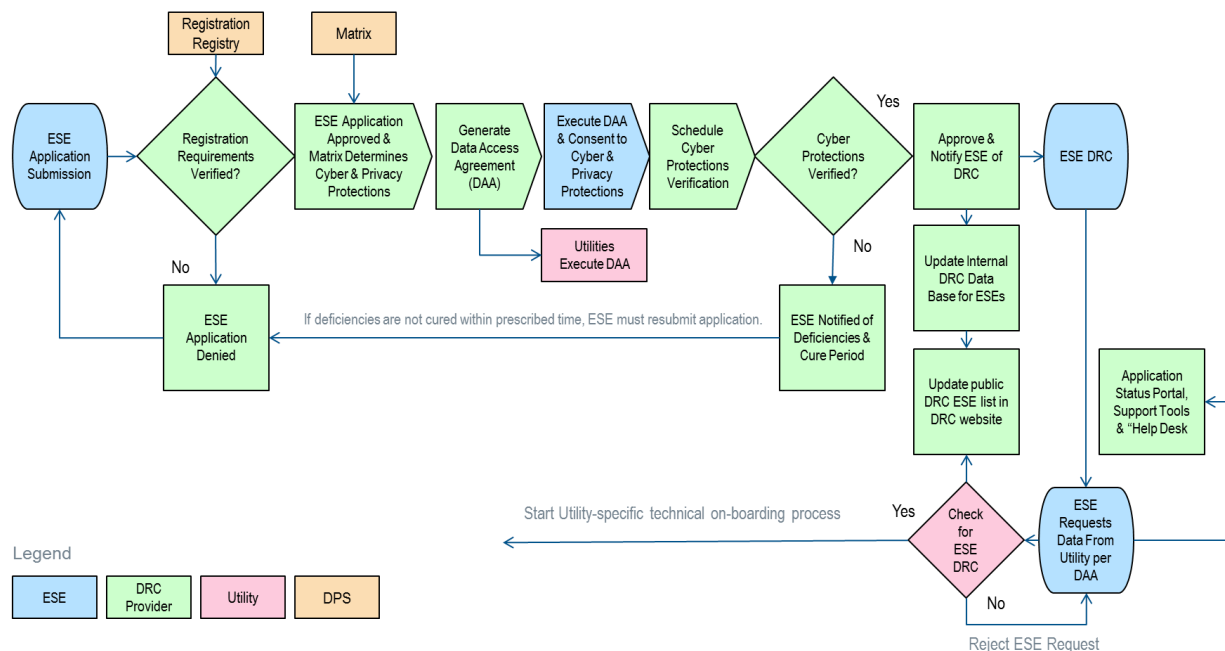 Registration
Registry
Matrix
ESE
Application
Submission
Registration
Requirements
Verified?
ESE Application
Approved &
Matrix Determines
Cyber & Privacy
Protections
Generate
Data Access
Agreement
(DAA)
Execute DAA
& Consent to
Cyber &
Privacy
Protections
Schedule
Cyber
Protections
Verification
Cyber
Protections
Verified?
Yes
Approve &
Notify ESE of
DRC
ESE DRC
No
No
Utilities
Execute DAA
Update Internal
DRC Data
Base for ESEs
ESE
Application
Denied
If deficiencies are not cured within prescribed time, ESE must resubmit application.
ESE Notified of
Deficiencies &
Cure Period
Update public
DRC ESE list in
DRC website
Application
Status Portal,
Support Tools
& “Help Desk
Start Utility-specific technical on-boarding process
Yes
Check
for
ESE
DRC
ESE
Requests
Data From
Utility per
DAA
No
Reject ESE Request
Legend
ESE
DRC
Provider
Utility
DPS